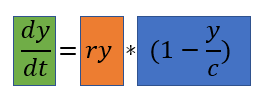 dy/dt = ry * (1 − y/c)